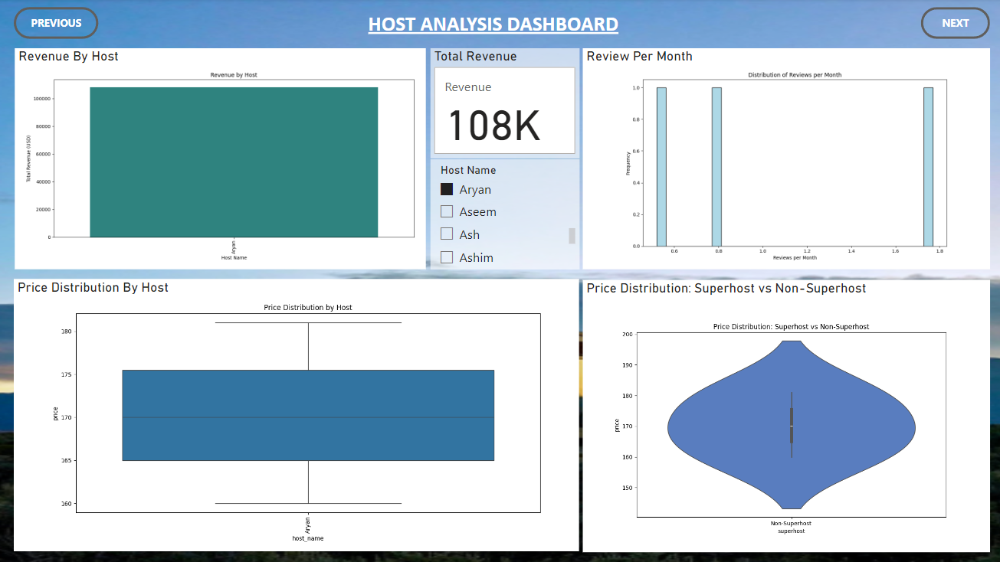 PREVIOUS
HOST ANALYSIS DASHBOARD
NEXT
Revenue By Host
Revenue by Host
100000
80000
60000
40000
20000
0
Total Revenue (USD)
Aryan
Host Name
Total Revenue
Revenue
108K
Host Name
Aryan
Aseem
Ash
Ashim
Review Per Month
Distribution of Reviews per Month
1.0
0.8
0.6
0.4
0.2
0.0
Frequency
0.6 0.8 1.0 1.2 1.4 1.6 1.8
Reviews per Month
Price Distribution By Host
Price Distribution by Host
180
175
170
165
160
price
Aryan
host_name
Price Distribution: Superhost vs Non-Superhost
Price Distribution: Superhost vs Non-Superhost
200
190
180
170
160
150
price
Non-Superhost
superhost